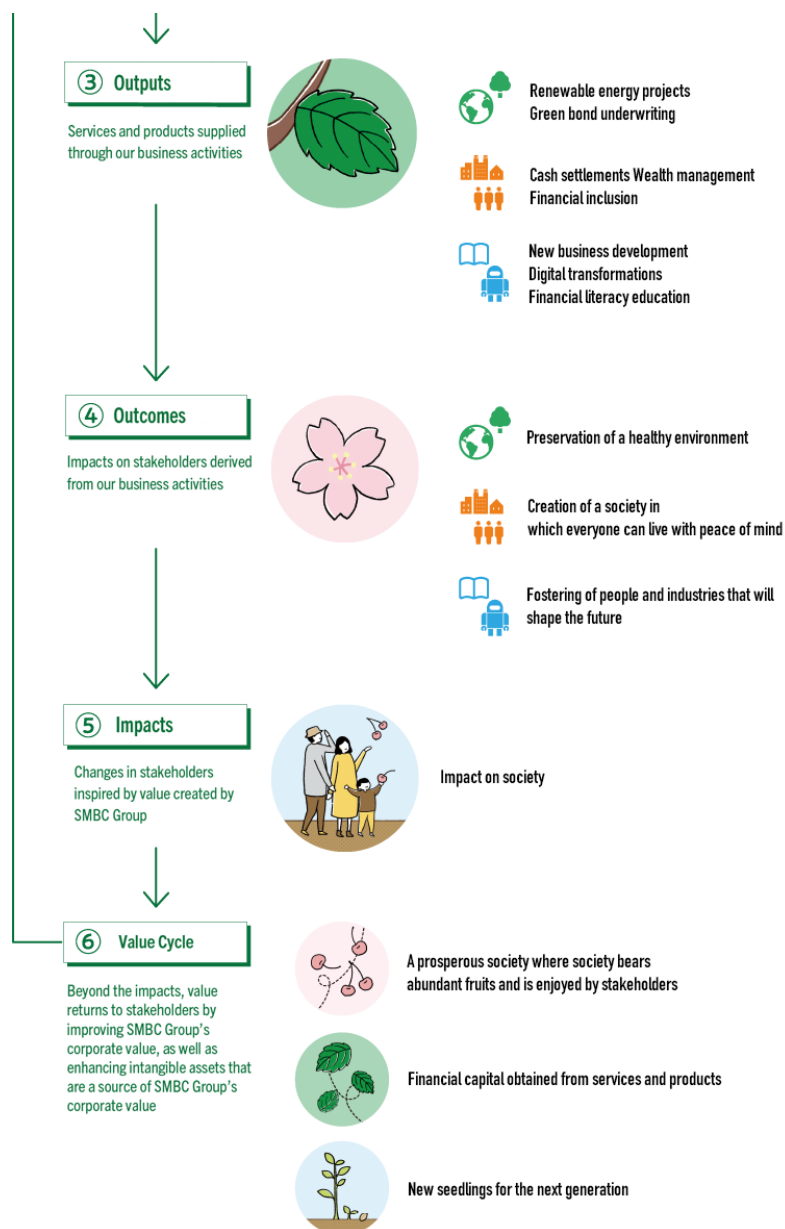 ③ Outputs
Services and products supplied
through our business activities
Renewable energy projects
Green bond underwriting
Cash settlements Wealth management
Financial inclusion
New business development
Digital transformations
Financial literacy education
④ Outcomes
Impacts on stakeholders derived
from our business activities
Preservation of a healthy environment
Creation of a society in
which everyone can live with peace of mind
Fostering of people and industries that will
shape the future
⑤ Impacts
Changes in stakeholders
inspired by value created by
SMBC Group
Impact on society
⑥ Value Cycle
Beyond the impacts, value
returns to stakeholders by
improving SMBC Group's
corporate value, as well as
enhancing intangible assets that
are a source of SMBC Group's
corporate value
A prosperous society where society bears
abundant fruits and is enjoyed by stakeholders
Financial capital obtained from services and products
New seedlings for the next generation